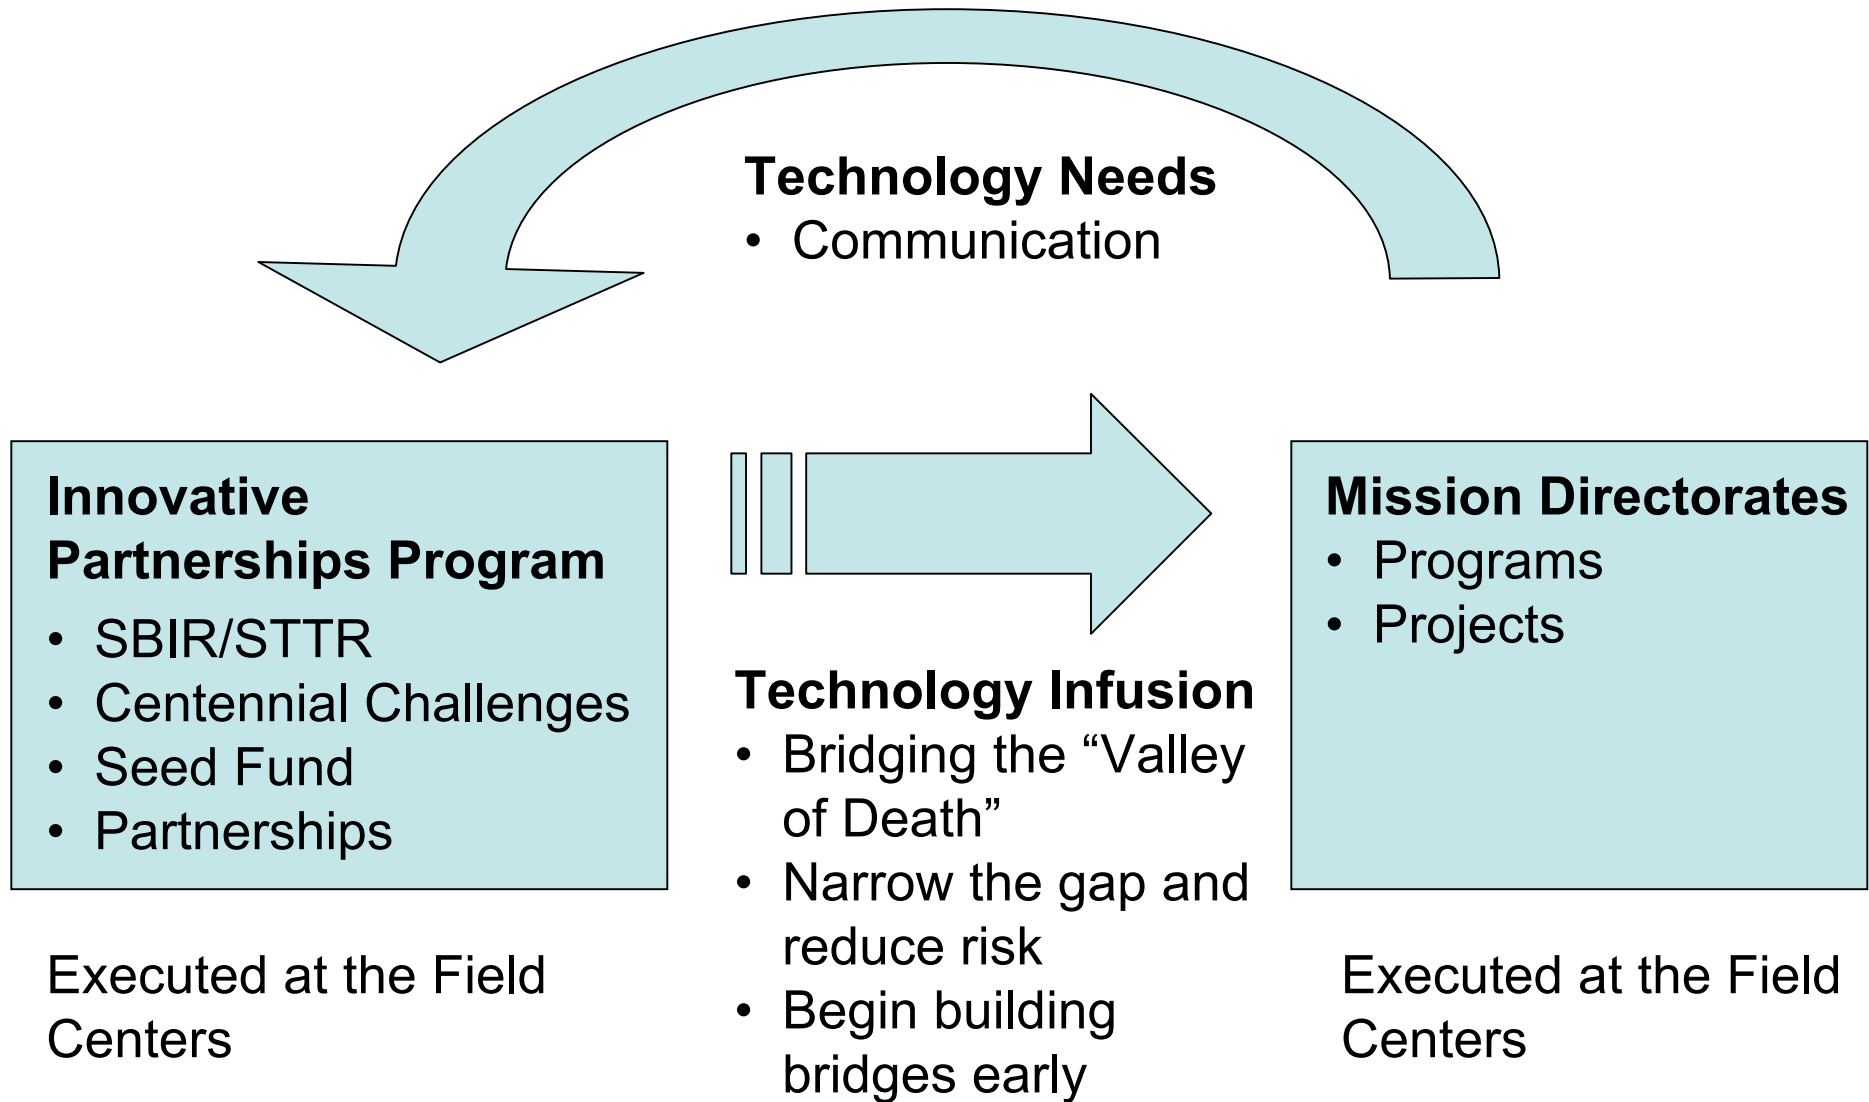 Technology Needs
• Communication
Innovative
Partnerships Program
• SBIR/STTR
• Centennial Challenges
• Seed Fund
• Partnerships
Executed at the Field
Centers
Technology Infusion
• Bridging the “Valley
of Death”
• Narrow the gap and
reduce risk
• Begin building
bridges early
Mission Directorates
• Programs
• Projects
Executed at the Field
Centers